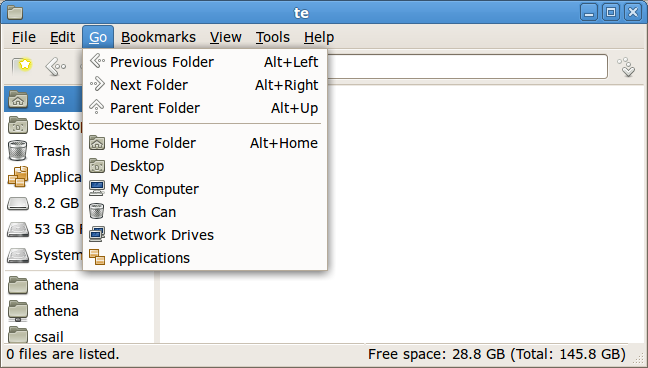 te
File Edit Go Bookmarks View Tools Help
Previous Folder Alt+Left
Next Folder Alt+Right
Parent Folder Alt+Up
Home Folder Alt+Home
Desktop
My Computer
Trash Can
Network Drives
Applications
geza
Desktop
Trash
Applica
8.2 GB
53 GB
System
athena
athena
csail
0 files are listed.
Free space: 28.8 GB (Total: 145.8 GB)